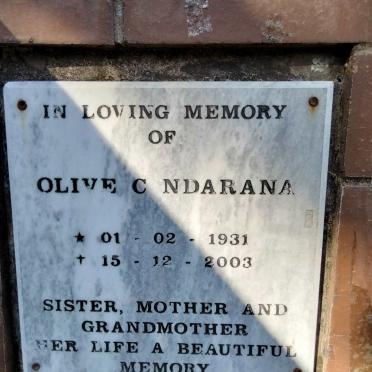 IN LOVING MEMORY
OF
OLIVE C NDARANA
★ 01 - 02 - 1931
✝ 15 - 12 - 2003
SISTER, MOTHER AND
GRANDMOTHER
HER LIFE A BEAUTIFUL
MEMORY